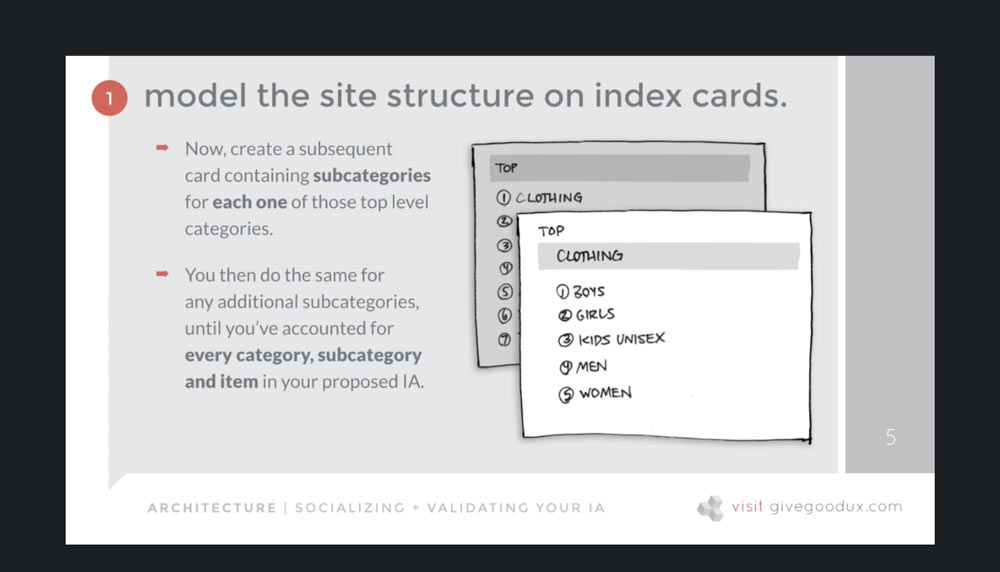 1
model the site structure on index cards.
Now, create a subsequent
card containing subcategories
for each one of those top level
categories.
You then do the same for
any additional subcategories,
until you've accounted for
every category, subcategory
and item in your proposed IA.
TOP
1 CLOTHING
2
3
4
5
6
7
TOP
CLOTHING
1 BOYS
2 GIRLS
3 KIDS UNISEX
4 MEN
5 WOMEN
5
ARCHITECTURE | SOCIALIZING + VALIDATING YOUR IA
visit givegoodux.com